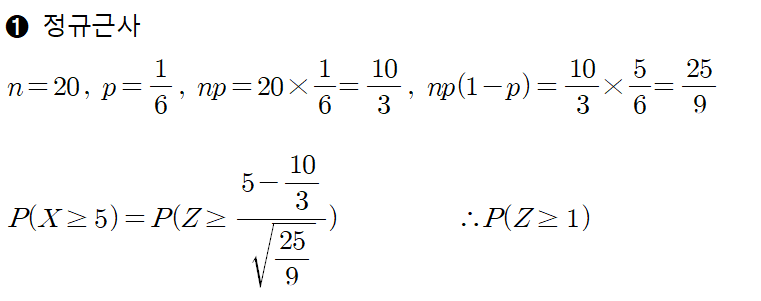 ❶ 정규근사
n=20, p=1/6, np=20×1/6=10/3, np(1-p)=10/3×5/6=25/9
P(X≥5)=P(Z≥(5-10/3)/√(25/9)) ∴P(Z≥1)